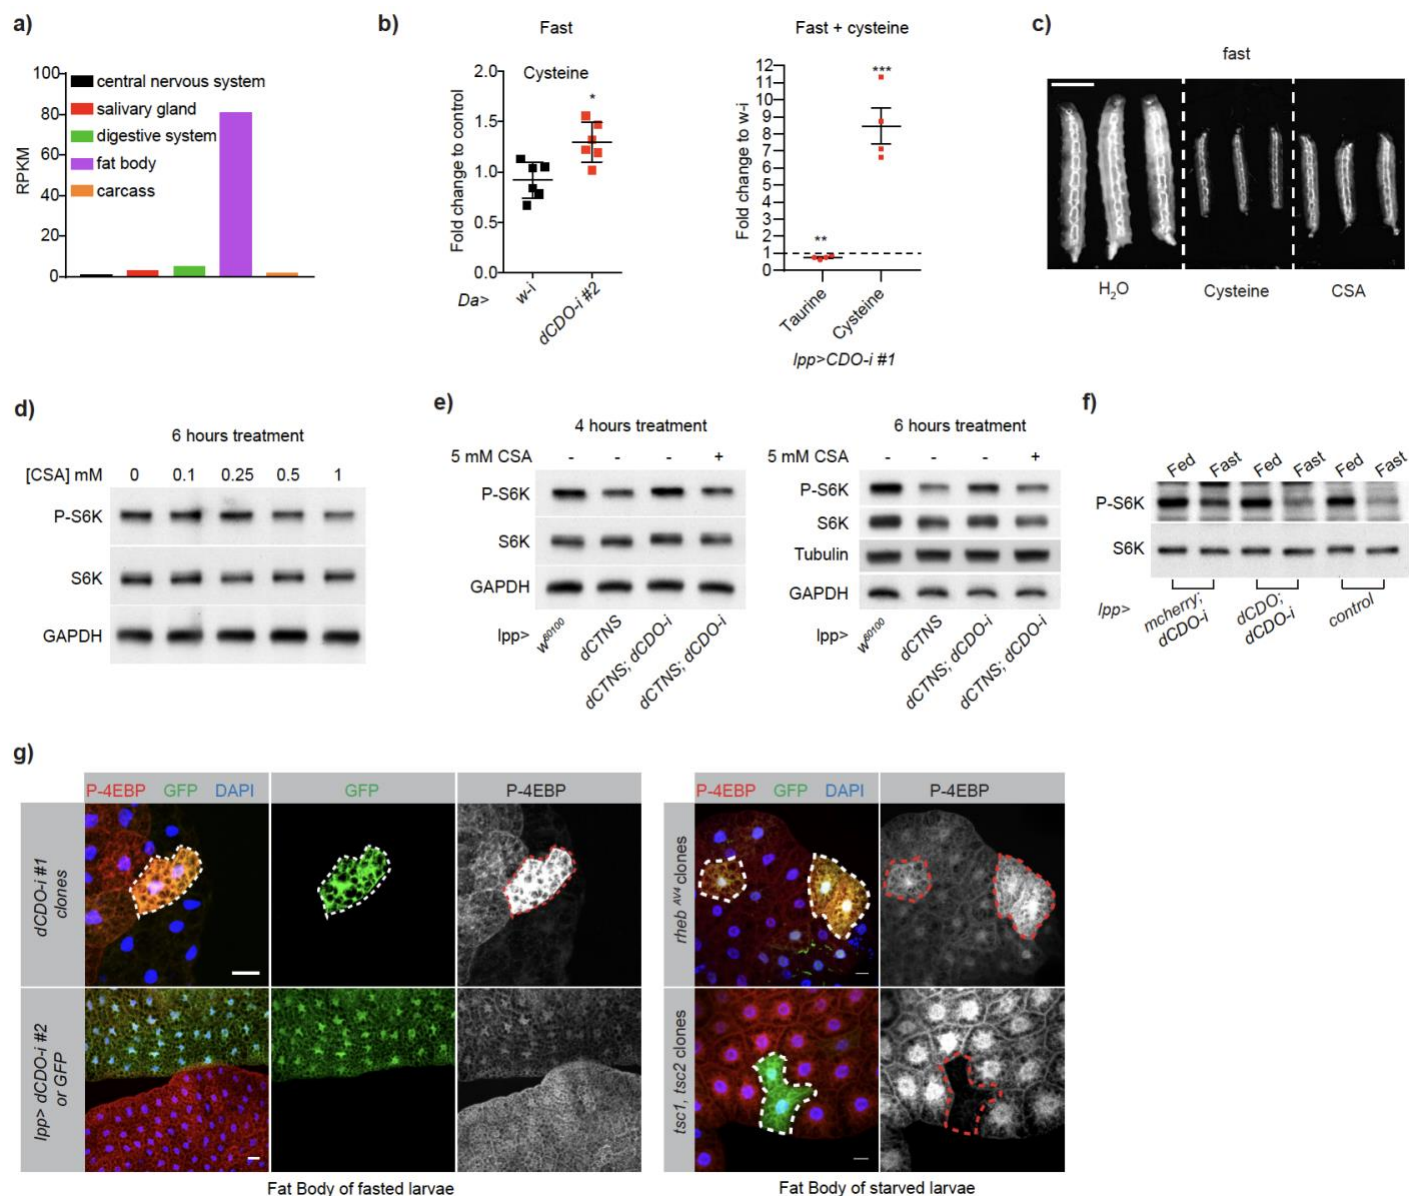 a)
100
80
60
40
20
0
RPKM
central nervous system
salivary gland
digestive system
fat body
carcass
b)
Fast
Cysteine
2.0
1.5
1.0
0.5
0.0
Fold change to control
*
Da>
w-i
dCDO-i #2
Fast + cysteine
12
11
10
9
8
7
6
5
4
3
2
1
0
Fold change to w-i
**
***
Taurine
Cysteine
lpp>CDO-i #1
c)
fast
H2O
Cysteine
CSA
d)
6 hours treatment
[CSA] mM 0 0.1 0.25 0.5 1
P-S6K
S6K
GAPDH
e)
4 hours treatment
5 mM CSA - - - +
P-S6K
S6K
GAPDH
lpp>
w60100
dCTNS
dCTNS; dCDO-i
dCTNS; dCDO-i
6 hours treatment
5 mM CSA - - - +
P-S6K
S6K
Tubulin
GAPDH
lpp>
w60100
dCTNS
dCTNS; dCDO-i
dCTNS; dCDO-i
f)
Fed Fast Fed Fast Fed Fast
P-S6K
S6K
lpp>
mcherry;
dCDO-i
dCDO;
dCDO-i
control
g)
P-4EBP GFP DAPI
GFP
P-4EBP
dCDO-i #1
clones
lpp> dCDO-i #2
or GFP
Fat Body of fasted larvae
P-4EBP GFP DAPI
P-4EBP
rheb AV4 clones
tsc1, tsc2 clones
Fat Body of starved larvae